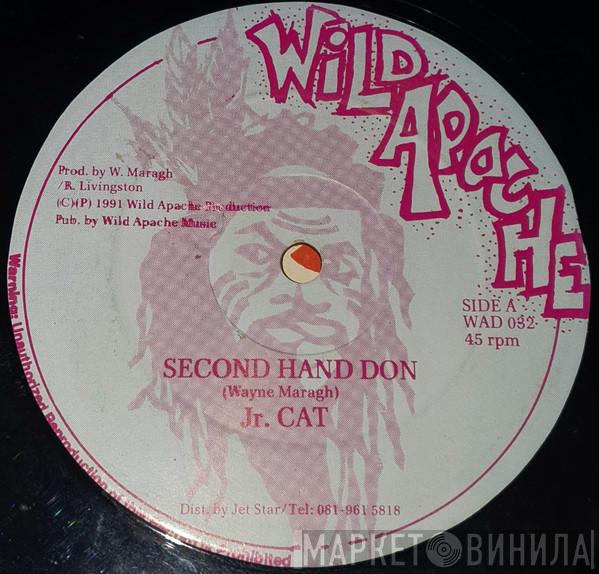 WILD
APACHE
Prod. by W. Maragh
/R. Livingston
(C)(P) 1991 Wild Apache Production
Pub. by Wild Apache Music
SIDE A
WAD 032
45 rpm
SECOND HAND DON
(Wayne Maragh)
Jr. CAT
Dist. by Jet Star/Tel: 081-961 5818
Warning: Unauthorized Reproduction of this is prohibited
МАРКЕТ ВИНИЛА